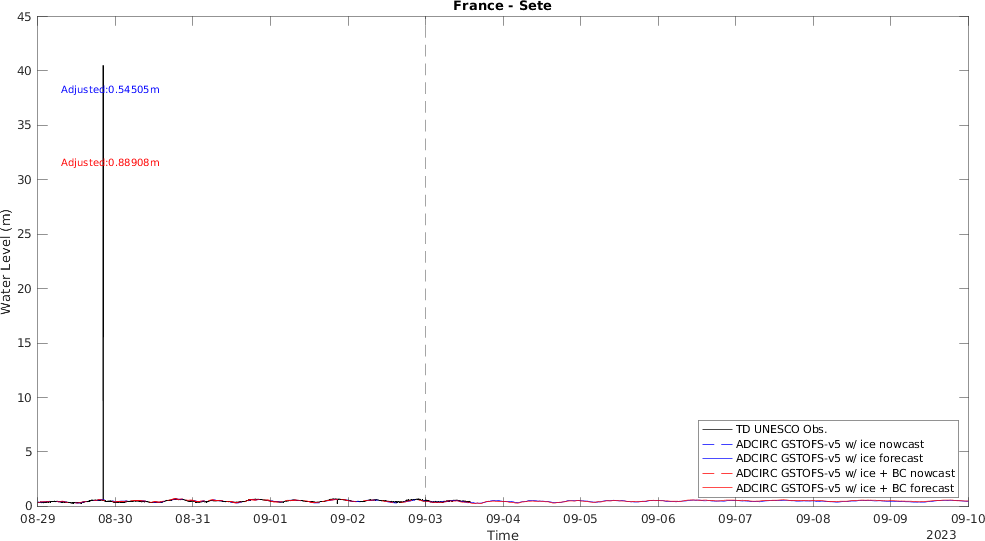 France - Sete
45
40
35
30
25
20
15
10
5
0
Water Level (m)
Adjusted:0.54505m
Adjusted:0.88908m
TD UNESCO Obs.
ADCIRC GSTOFS-v5 w/ ice nowcast
ADCIRC GSTOFS-v5 w/ ice forecast
ADCIRC GSTOFS-v5 w/ ice + BC nowcast
ADCIRC GSTOFS-v5 w/ ice + BC forecast
08-29 08-30 08-31 09-01 09-02 09-03 09-04 09-05 09-06 09-07 09-08 09-09 09-10
Time
2023